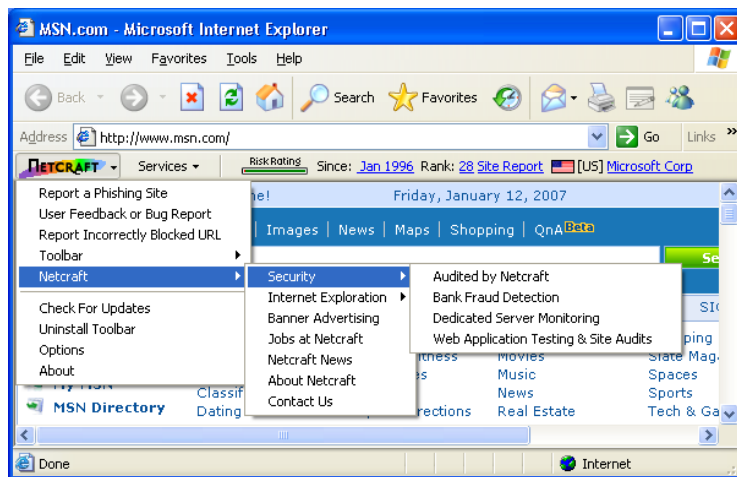 MSN.com - Microsoft Internet Explorer
File Edit View Favorites Tools Help
Back Search Favorites
Address http://www.msn.com/ Go Links »
NETCRAFT Services Risk Rating Since: Jan 1996 Rank: 28 Site Report [US] Microsoft Corp
Friday, January 12, 2007
Images | News | Maps | Shopping | QnA Beta
Report a Phishing Site
User Feedback or Bug Report
Report Incorrectly Blocked URL
Toolbar
Netcraft
Check For Updates
Uninstall Toolbar
Options
About
Security
Internet Exploration
Banner Advertising
Jobs at Netcraft
Netcraft News
About Netcraft
Contact Us
Audited by Netcraft
Bank Fraud Detection
Dedicated Server Monitoring
Web Application Testing & Site Audits
Movies Slate Mag
Music Spaces
News Sports
MSN Directory Dating Real Estate Tech & Ga
Done Internet